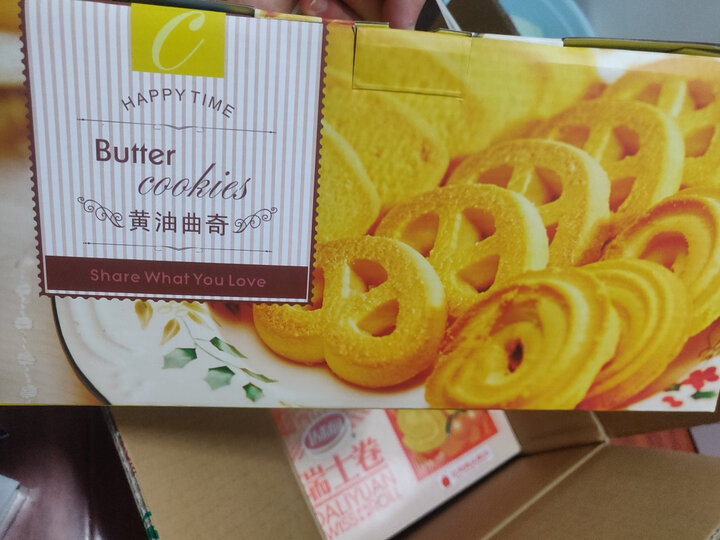 C
HAPPY TIME
Butter
cookies
黄油曲奇
Share What You Love
瑞士卷
DALIYUAN
SWISS ROLL